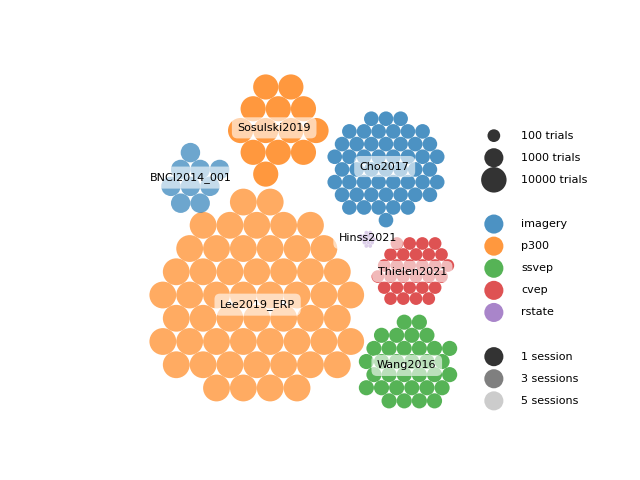 Sosulski2019
BNCI2014_001
Cho2017
Hinss2021
Thielen2021
Lee2019_ERP
Wang2016
100 trials
1000 trials
10000 trials
imagery
p300
ssvep
cvep
rstate
1 session
3 sessions
5 sessions